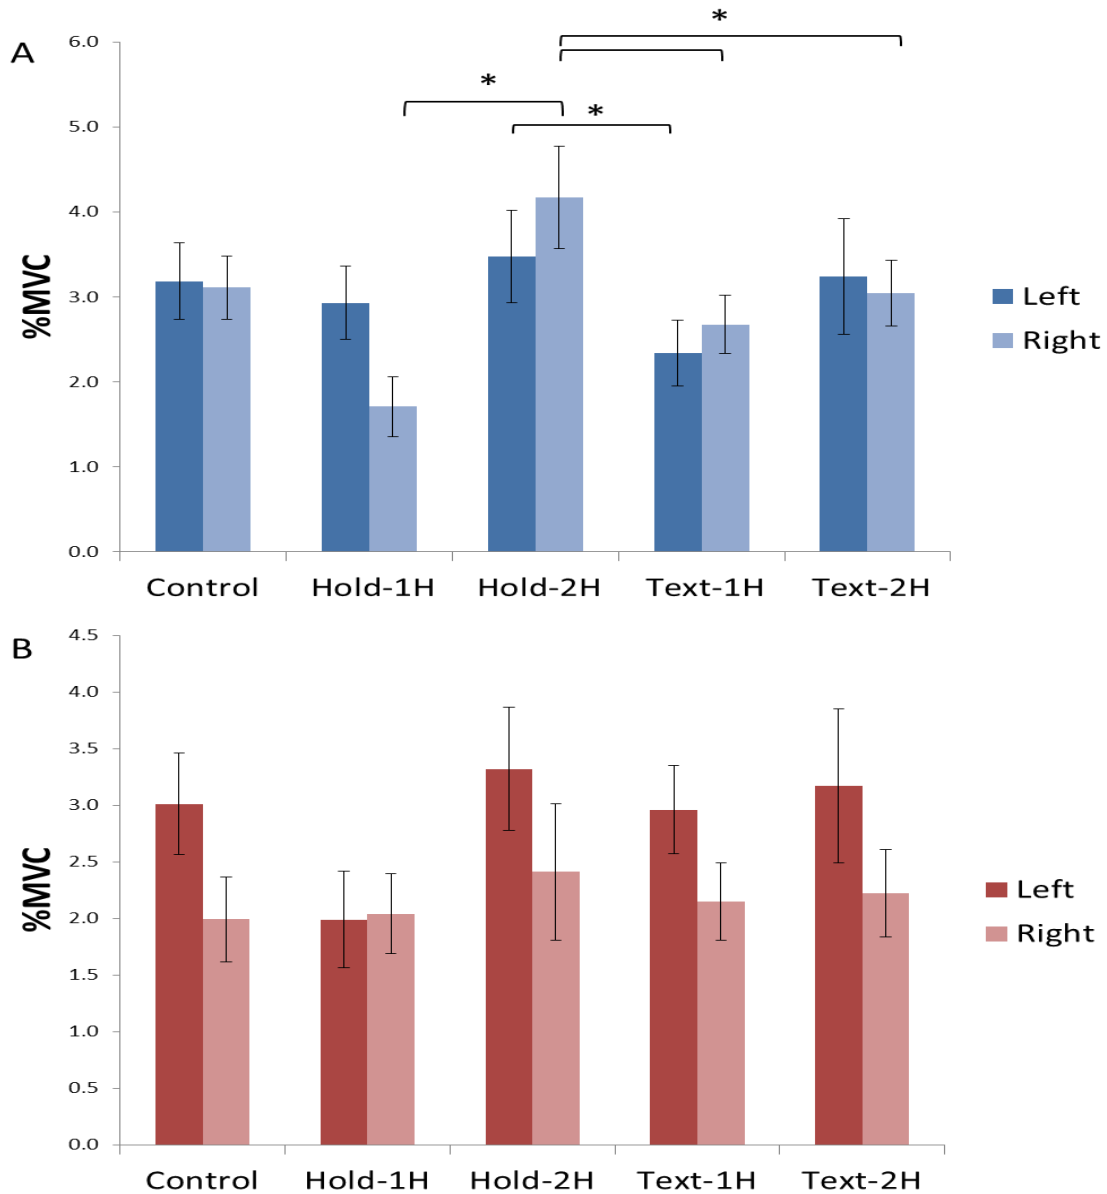 A
%MVC
6.0
5.0
4.0
3.0
2.0
1.0
0.0
*
*
*
Control Hold-1H Hold-2H Text-1H Text-2H
Left
Right
B
%MVC
4.5
4.0
3.5
3.0
2.5
2.0
1.5
1.0
0.5
0.0
Control Hold-1H Hold-2H Text-1H Text-2H
Left
Right